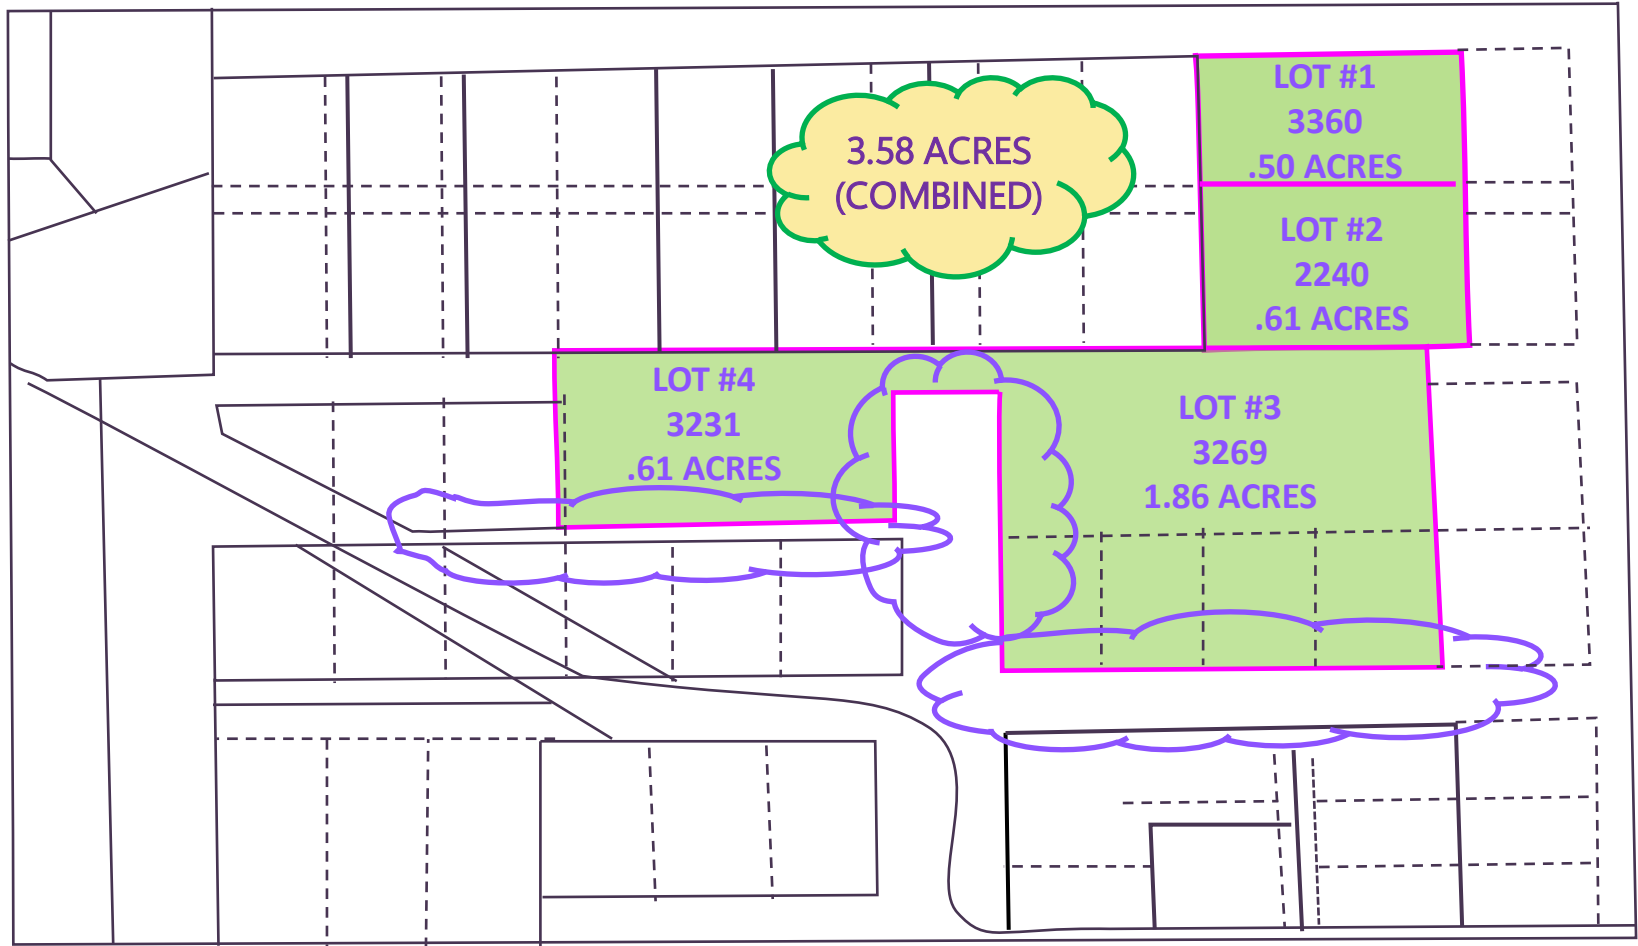 LOT #1
3360
.50 ACRES
3.58 ACRES
(COMBINED)
LOT #2
2240
.61 ACRES
LOT #4
3231
.61 ACRES
LOT #3
3269
1.86 ACRES